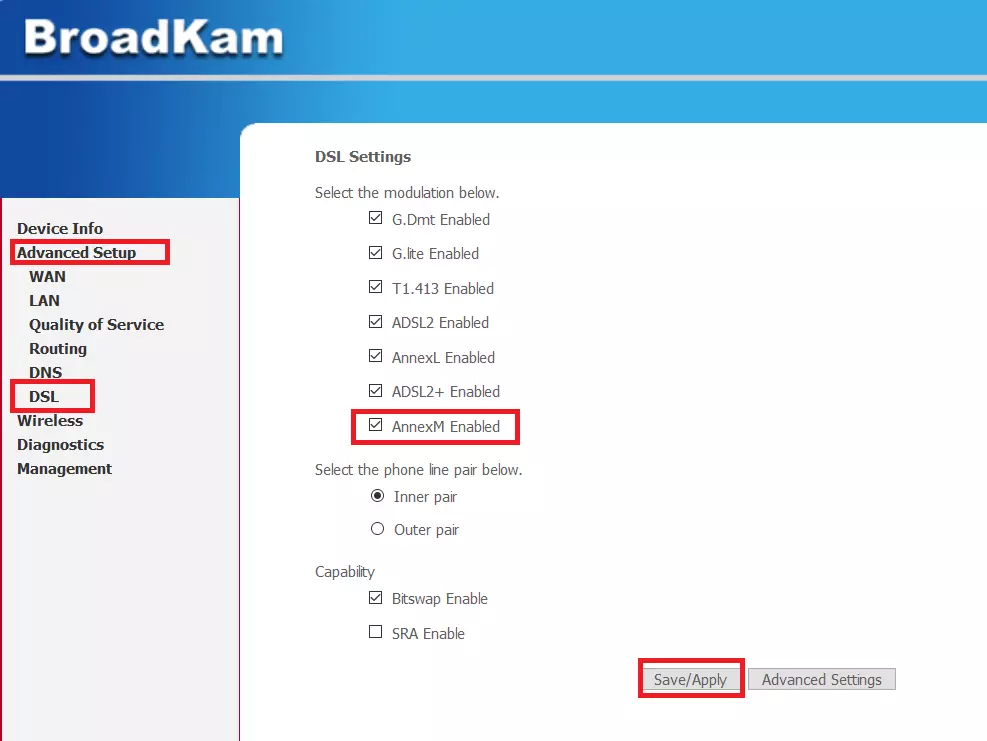 BroadKam
Device Info
Advanced Setup
WAN
LAN
Quality of Service
Routing
DNS
DSL
Wireless
Diagnostics
Management
DSL Settings
Select the modulation below.
G.Dmt Enabled
G.lite Enabled
T1.413 Enabled
ADSL2 Enabled
AnnexL Enabled
ADSL2+ Enabled
AnnexM Enabled
Select the phone line pair below.
Inner pair
Outer pair
Capability
Bitswap Enable
SRA Enable
Save/Apply Advanced Settings